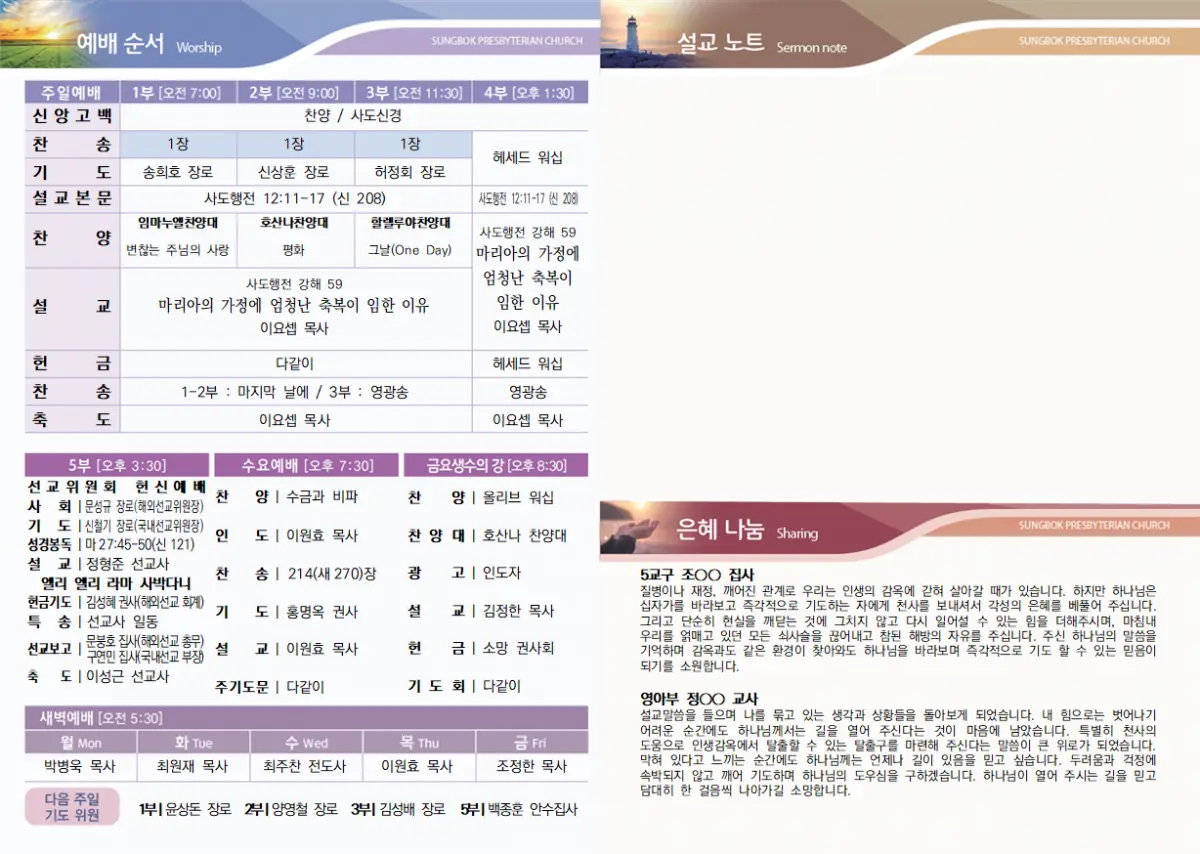 예배 순서 Worship
SUNGBOK PRESBYTERIAN CHURCH
주일예배 1부 [오전 7:00] 2부 [오전 9:00] 3부 [오전 11:30] 4부 [오후 1:30]
신앙고백 찬양 / 사도신경
찬 송 1장 1장 1장 헤세드 워십
기 도 송희호 장로 신상훈 장로 허정회 장로
설교본문 사도행전 12:11-17 (신 208) 사도행전 12:11-17 (신 208)
찬 양 임마누엘찬양대 호산나찬양대 할렐루야찬양대
변찮는 주님의 사랑 평화 그날(One Day)
설 교 사도행전 강해 59
마리아의 가정에 엄청난 축복이 임한 이유
이요셉 목사
사도행전 강해 59
마리아의 가정에
엄청난 축복이
임한 이유
이요셉 목사
헌 금 다같이 헤세드 워십
찬 송 1-2부 : 마지막 날에 / 3부 : 영광송 영광송
축 도 이요셉 목사 이요셉 목사
5부 [오후 3:30]
선교위원회 헌신예배
사 회 | 문성규 장로(해외선교위원장)
기 도 | 신철기 장로(국내선교위원장)
성경봉독 | 마 27:45-50(신 121)
설 교 | 정형준 선교사
엘리 엘리 라마 사박다니
헌금기도 | 김성혜 권사(해외선교 회계)
특 송 | 선교사 일동
선교보고 | 문봉호 집사(해외선교 총무)
구연민 집사(국내선교 부장)
축 도 | 이성근 선교사
수요예배 [오후 7:30]
찬 양 | 수금과 비파
인 도 | 이원효 목사
찬 송 | 214(새 270)장
기 도 | 홍명옥 권사
설 교 | 이원효 목사
주기도문 | 다같이
금요생수의 강 [오후 8:30]
찬 양 | 올리브 워십
찬 양 대 | 호산나 찬양대
광 고 | 인도자
설 교 | 김정한 목사
헌 금 | 소망 권사회
기 도 회 | 다같이
새벽예배 [오전 5:30]
월 Mon 화 Tue 수 Wed 목 Thu 금 Fri
박병욱 목사 최원재 목사 최주찬 전도사 이원효 목사 조정한 목사
다음 주일
기도 위원
1부 | 윤상돈 장로 2부 | 양영철 장로 3부 | 김성배 장로 5부 | 백종훈 안수집사
설교 노트 Sermon note
SUNGBOK PRESBYTERIAN CHURCH
은혜 나눔 Sharing
SUNGBOK PRESBYTERIAN CHURCH
5교구 조○○ 집사
질병이나 재정, 깨어진 관계로 우리는 인생의 감옥에 갇혀 살아갈 때가 있습니다. 하지만 하나님은
십자가를 바라보고 즉각적으로 기도하는 자에게 천사를 보내셔서 각성의 은혜를 베풀어 주십니다.
그리고 단순히 현실을 깨닫는 것에 그치지 않고 다시 일어설 수 있는 힘을 더해주시며, 마침내
우리를 얽매고 있던 모든 쇠사슬을 끊어내고 참된 해방의 자유를 주십니다. 주신 하나님의 말씀을
기억하며 감옥과도 같은 환경이 찾아와도 하나님을 바라보며 즉각적으로 기도 할 수 있는 믿음이
되기를 소원합니다.
영아부 정○○ 교사
설교말씀을 들으며 나를 묶고 있는 생각과 상황들을 돌아보게 되었습니다. 내 힘으로는 벗어나기
어려운 순간에도 하나님께서는 길을 열어 주신다는 것이 마음에 남았습니다. 특별히 천사의
도움으로 인생감옥에서 탈출할 수 있는 탈출구를 마련해 주신다는 말씀이 큰 위로가 되었습니다.
막혀 있다고 느끼는 순간에도 하나님께는 언제나 길이 있음을 믿고 싶습니다. 두려움과 걱정에
속박되지 않고 깨어 기도하며 하나님의 도우심을 구하겠습니다. 하나님이 열어 주시는 길을 믿고
담대히 한 걸음씩 나아가길 소망합니다.